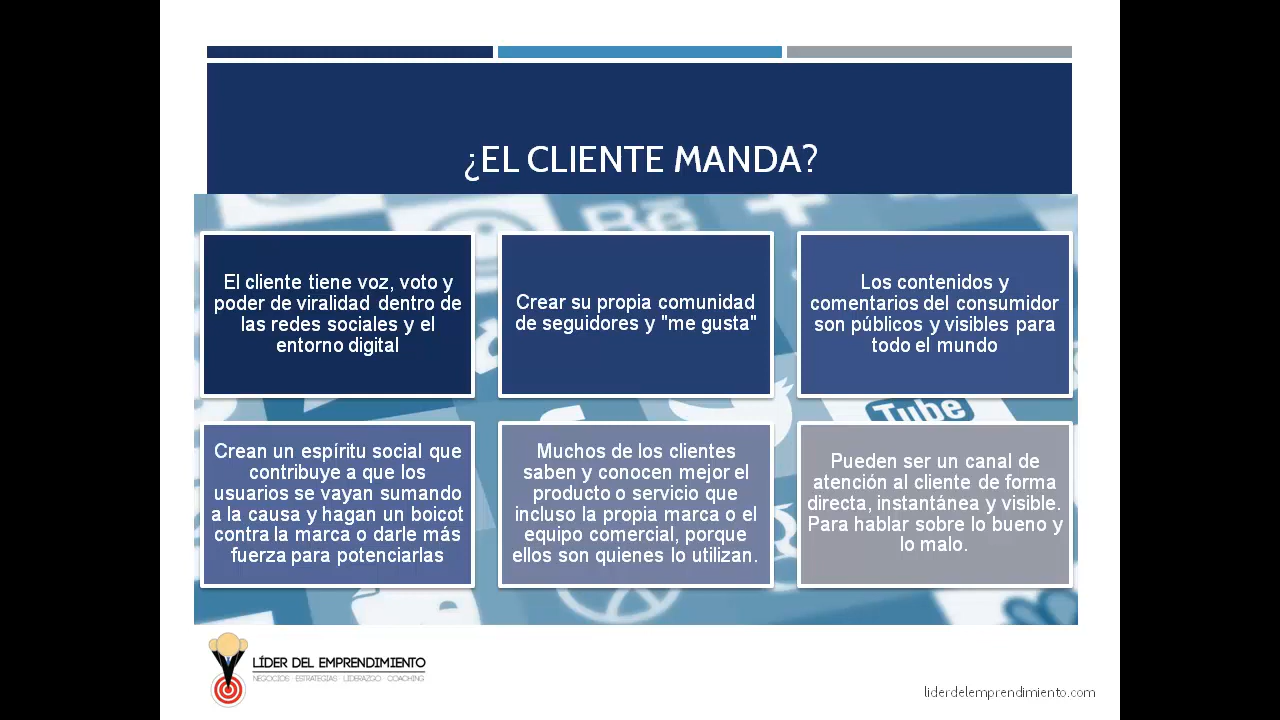 ¿EL CLIENTE MANDA?
El cliente tiene voz, voto y
poder de viralidad dentro de
las redes sociales y el
entorno digital
Crear su propia comunidad
de seguidores y "me gusta"
Los contenidos y
comentarios del consumidor
son públicos y visibles para
todo el mundo
Crean un espíritu social que
contribuye a que los
usuarios se vayan sumando
a la causa y hagan un boicot
contra la marca o darle más
fuerza para potenciarlas
Muchos de los clientes
saben y conocen mejor el
producto o servicio que
incluso la propia marca o el
equipo comercial, porque
ellos son quienes lo utilizan.
Pueden ser un canal de
atención al cliente de forma
directa, instantánea y visible.
Para hablar sobre lo bueno y
lo malo.
Bē
Tube
LÍDER DEL EMPRENDIMIENTO
NEGOCIOS ESTRATEGIAS LIDERAZGO COACHING
liderdelemprendimiento.com